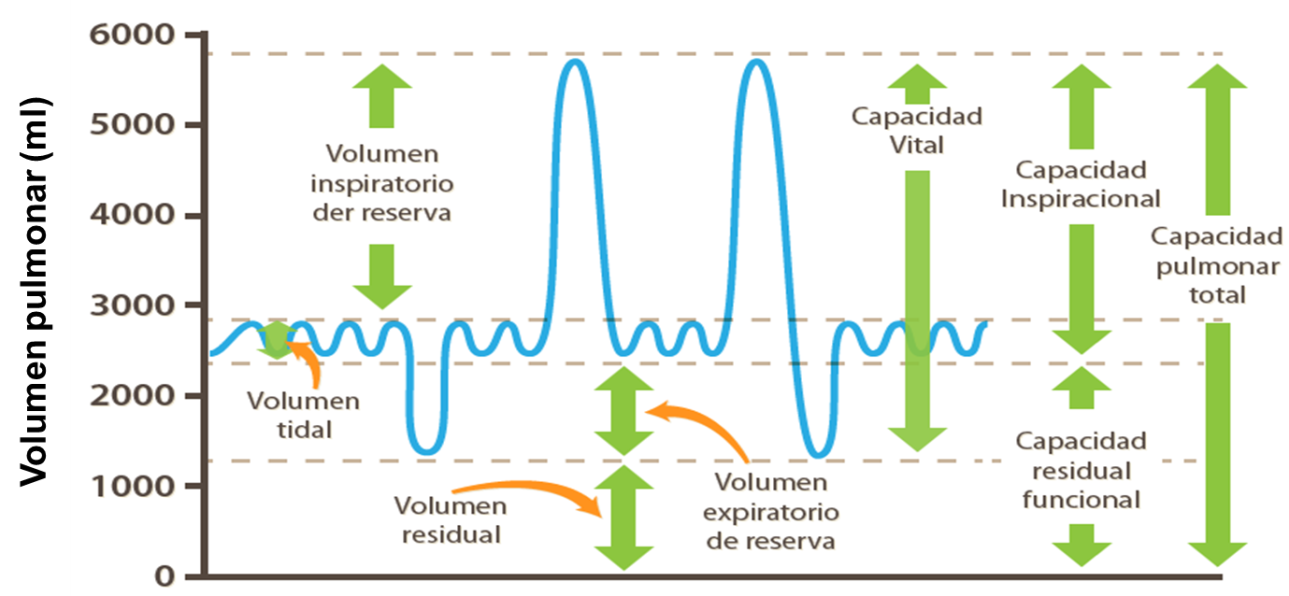 Volumen pulmonar (ml)
6000
5000
4000
3000
2000
1000
0
Volumen
inspiratorio
der reserva
Volumen
tidal
Volumen
residual
Volumen
expiratorio
de reserva
Capacidad
Vital
Capacidad
Inspiracional
Capacidad
residual
funcional
Capacidad
pulmonar
total